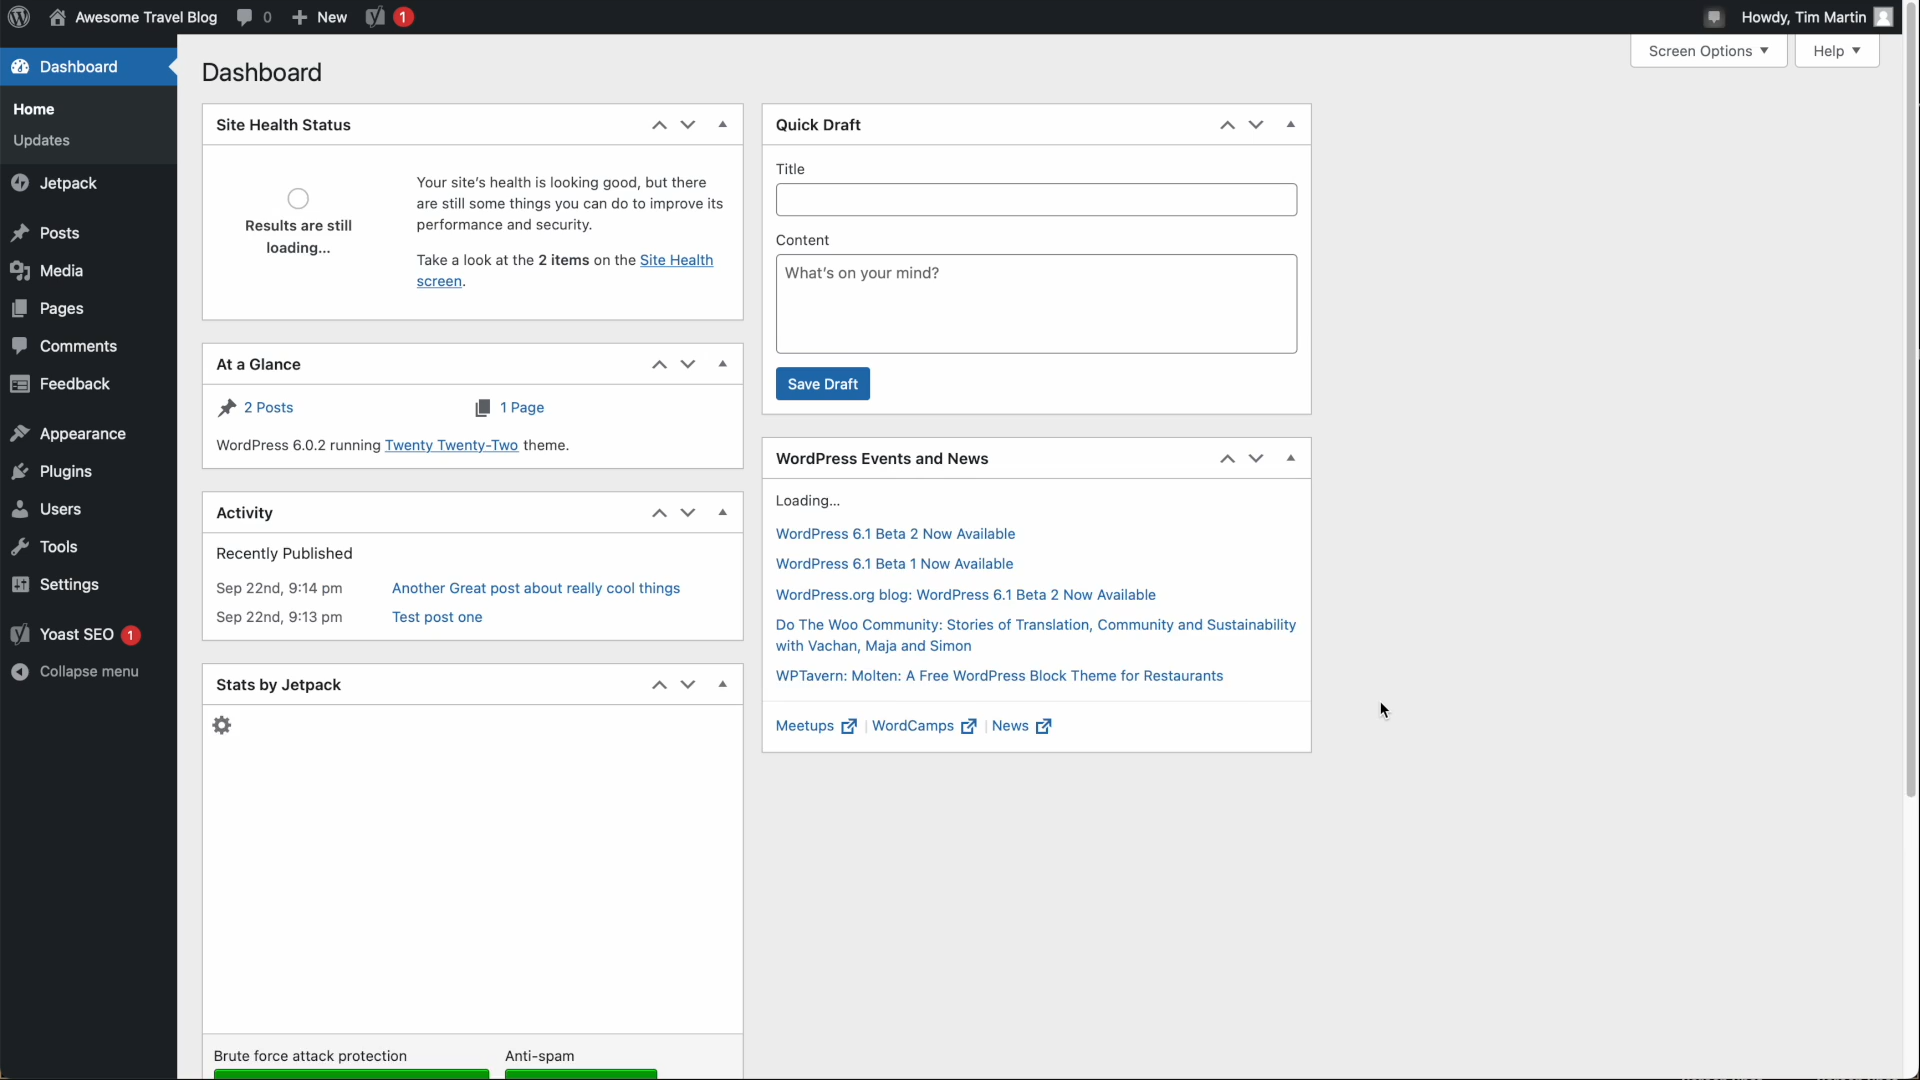 Awesome Travel Blog 0 New 1 Howdy, Tim Martin
Screen Options Help
Dashboard
Home
Updates
Jetpack
Posts
Media
Pages
Comments
Feedback
Appearance
Plugins
Users
Tools
Settings
Yoast SEO 1
Collapse menu
Dashboard
Site Health Status
Results are still
loading...
Your site's health is looking good, but there
are still some things you can do to improve its
performance and security.
Take a look at the 2 items on the Site Health
screen.
At a Glance
2 Posts 1 Page
WordPress 6.0.2 running Twenty Twenty-Two theme.
Activity
Recently Published
Sep 22nd, 9:14 pm Another Great post about really cool things
Sep 22nd, 9:13 pm Test post one
Stats by Jetpack
Brute force attack protection Anti-spam
Quick Draft
Title
Content
What's on your mind?
Save Draft
WordPress Events and News
Loading...
WordPress 6.1 Beta 2 Now Available
WordPress 6.1 Beta 1 Now Available
WordPress.org blog: WordPress 6.1 Beta 2 Now Available
Do The Woo Community: Stories of Translation, Community and Sustainability
with Vachan, Maja and Simon
WPTavern: Molten: A Free WordPress Block Theme for Restaurants
Meetups | WordCamps | News